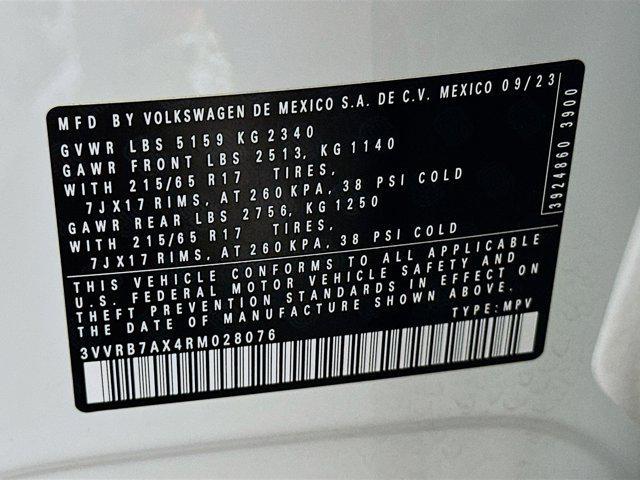 MFD BY VOLKSWAGEN DE MEXICO S.A. DE C.V. MEXICO 09/23
GVWR LBS 5159 KG 2340
GAWR FRONT LBS 2513, KG 1140
WITH 215/65 R17 TIRES,
7JX17 RIMS, AT 260 KPA, 38 PSI COLD
GAWR REAR LBS 2756, KG 1250
WITH 215/65 R17 TIRES,
7JX17 RIMS, AT 260 KPA, 38 PSI COLD
3924860 3900
THIS VEHICLE CONFORMS TO ALL APPLICABLE
U.S. FEDERAL MOTOR VEHICLE SAFETY AND
THEFT PREVENTION STANDARDS IN EFFECT ON
THE DATE OF MANUFACTURE SHOWN ABOVE.
3VVRB7AX4RM028076 TYPE: MPV